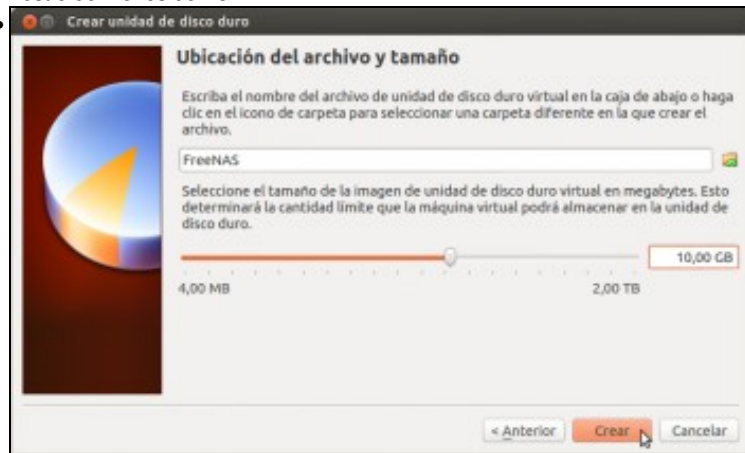 Crear unidad de disco duro
Ubicación del archivo y tamaño
Escriba el nombre del archivo de unidad de disco duro virtual en la caja de abajo o haga
clic en el icono de carpeta para seleccionar una carpeta diferente en la que crear el
archivo.
FreeNAS
Seleccione el tamaño de la imagen de unidad de disco duro virtual en megabytes. Esto
determinará la cantidad límite que la máquina virtual podrá almacenar en la unidad de
disco duro.
10,00 GB
4,00 MB 2,00 TB
< Anterior Crear Cancelar